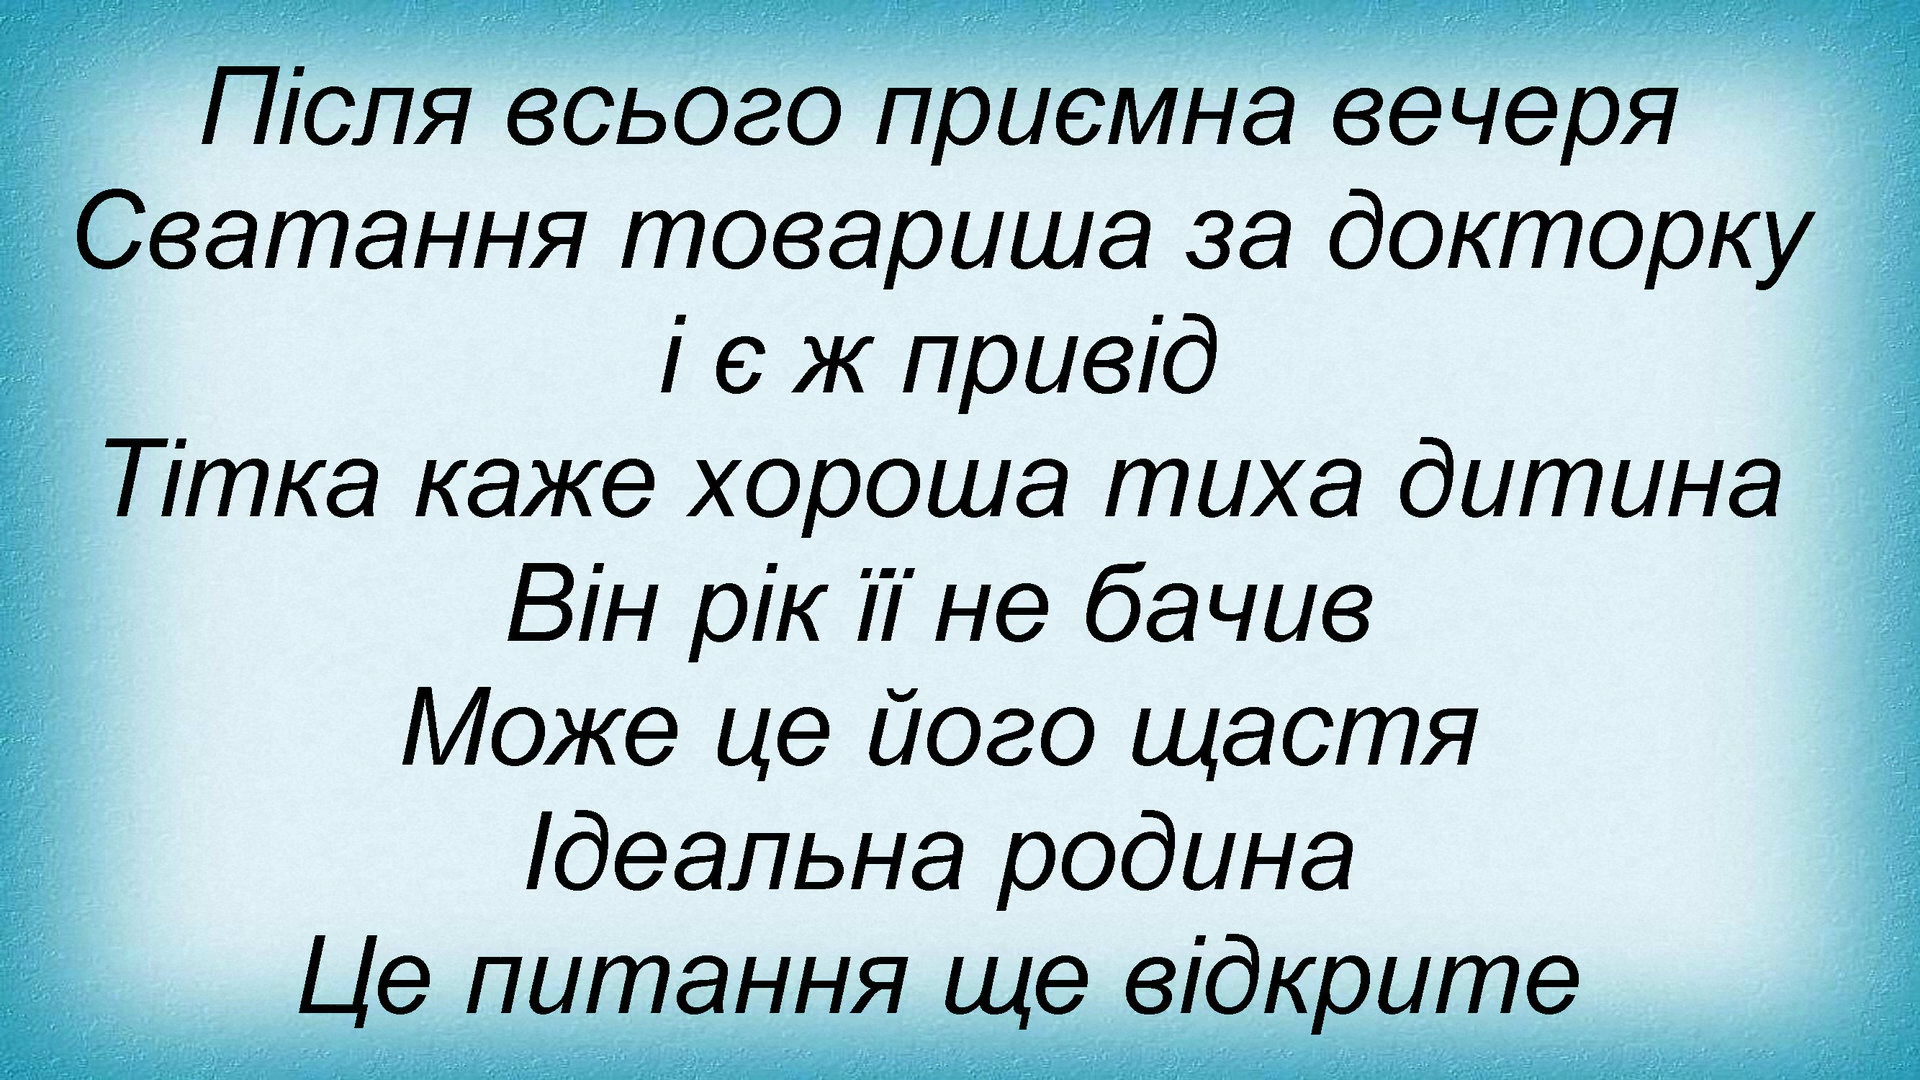 Після всього приємна вечеря
Сватання товариша за докторку
і є ж привід
Тітка каже хороша тиха дитина
Він рік її не бачив
Може це його щастя
Ідеальна родина
Це питання ще відкрите